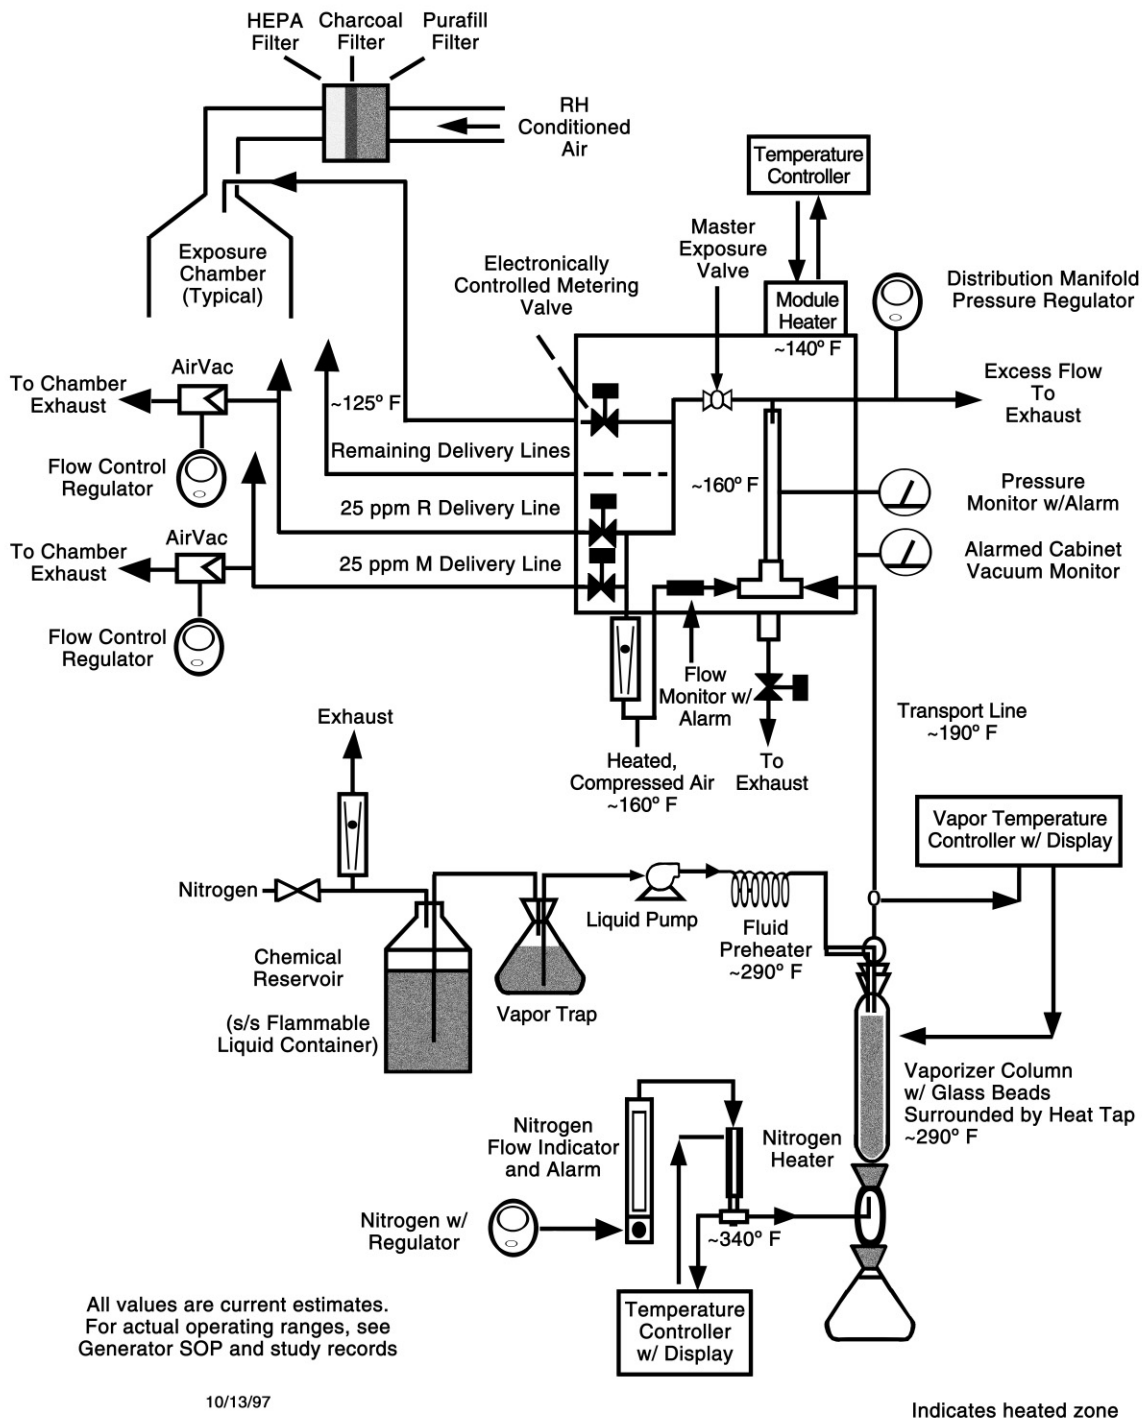 HEPA
Filter
Charcoal
Filter
Purafill
Filter
RH
Conditioned
Air
Temperature
Controller
Exposure
Chamber
(Typical)
Electronically
Controlled Metering
Valve
Master
Exposure
Valve
Module
Heater
~140° F
Distribution Manifold
Pressure Regulator
To Chamber
Exhaust
AirVac
~125° F
Excess Flow
To
Exhaust
Flow Control
Regulator
Remaining Delivery Lines
~160° F
Pressure
Monitor w/Alarm
25 ppm R Delivery Line
To Chamber
Exhaust
AirVac
25 ppm M Delivery Line
Alarmed Cabinet
Vacuum Monitor
Flow Control
Regulator
Flow
Monitor w/
Alarm
Transport Line
~190° F
Exhaust
Heated,
Compressed Air
~160° F
To
Exhaust
Vapor Temperature
Controller w/ Display
Nitrogen
Liquid Pump
Fluid
Preheater
~290° F
Chemical
Reservoir
(s/s Flammable
Liquid Container)
Vapor Trap
Vaporizer Column
w/ Glass Beads
Surrounded by Heat Tap
~290° F
Nitrogen
Flow Indicator
and Alarm
Nitrogen
Heater
Nitrogen w/
Regulator
~340° F
Temperature
Controller
w/ Display
All values are current estimates.
For actual operating ranges, see
Generator SOP and study records
10/13/97
Indicates heated zone